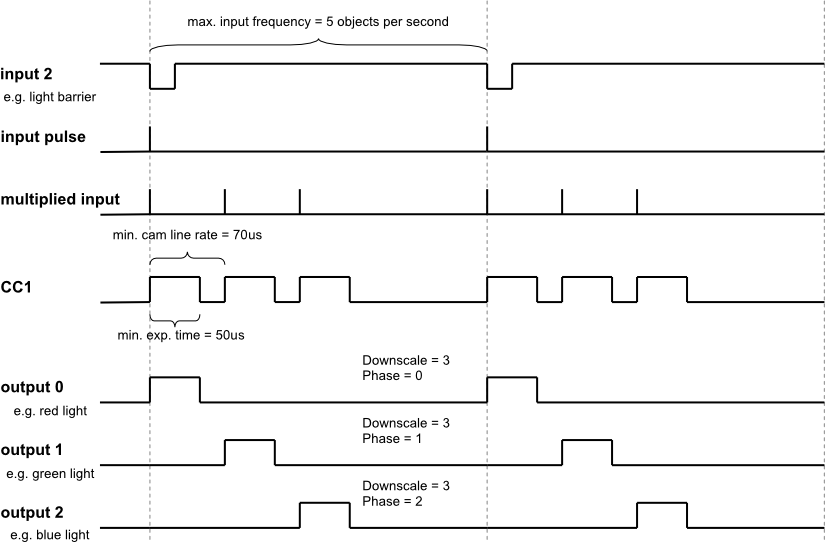 max. input frequency = 5 objects per second
input 2
e.g. light barrier
input pulse
multiplied input
min. cam line rate = 70us
CC1
min. exp. time = 50us
Downscale = 3
Phase = 0
output 0
e.g. red light
Downscale = 3
Phase = 1
output 1
e.g. green light
Downscale = 3
Phase = 2
output 2
e.g. blue light